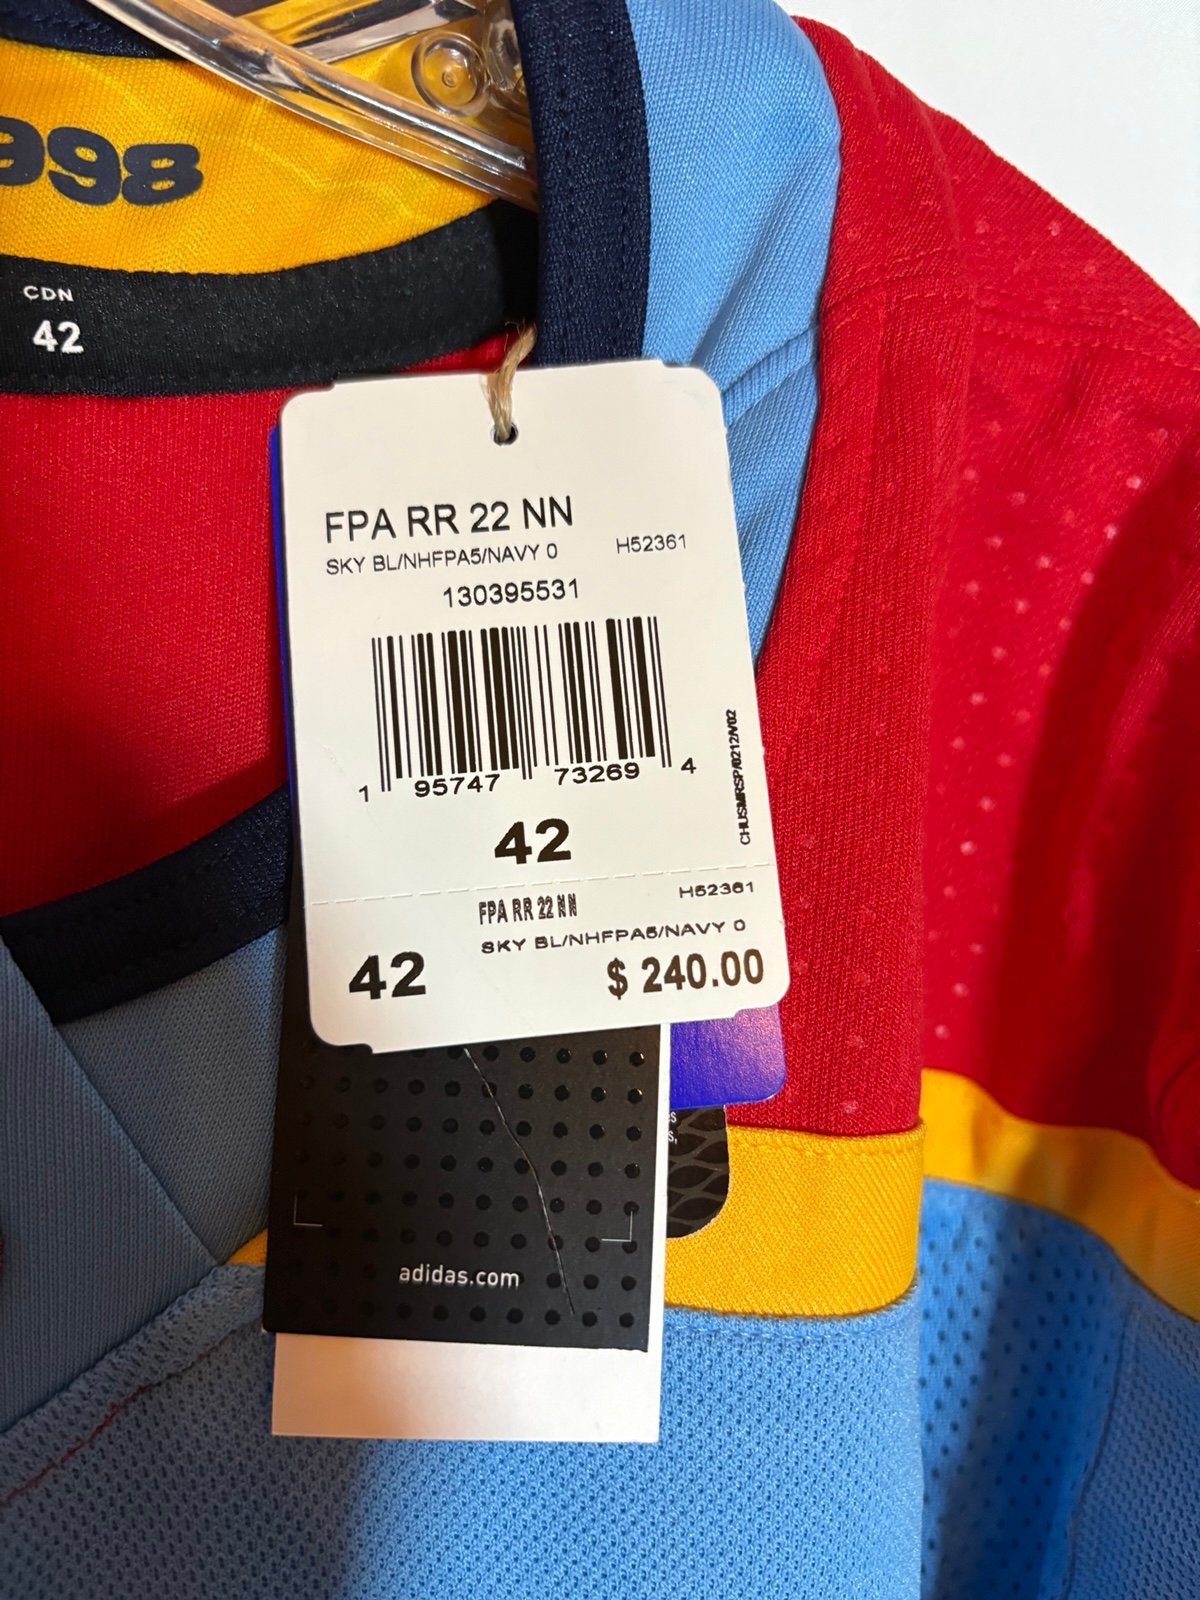 998
CDN
42
FPA RR 22 NN
SKY BL/NHFPA5/NAVY 0 H52361
130395531
1 95747 73269 4
CHUSMRSP/0212/V02
42
FPA RR 22 NN H52361
SKY BL/NHFPA5/NAVY 0
42 $ 240.00
adidas.com